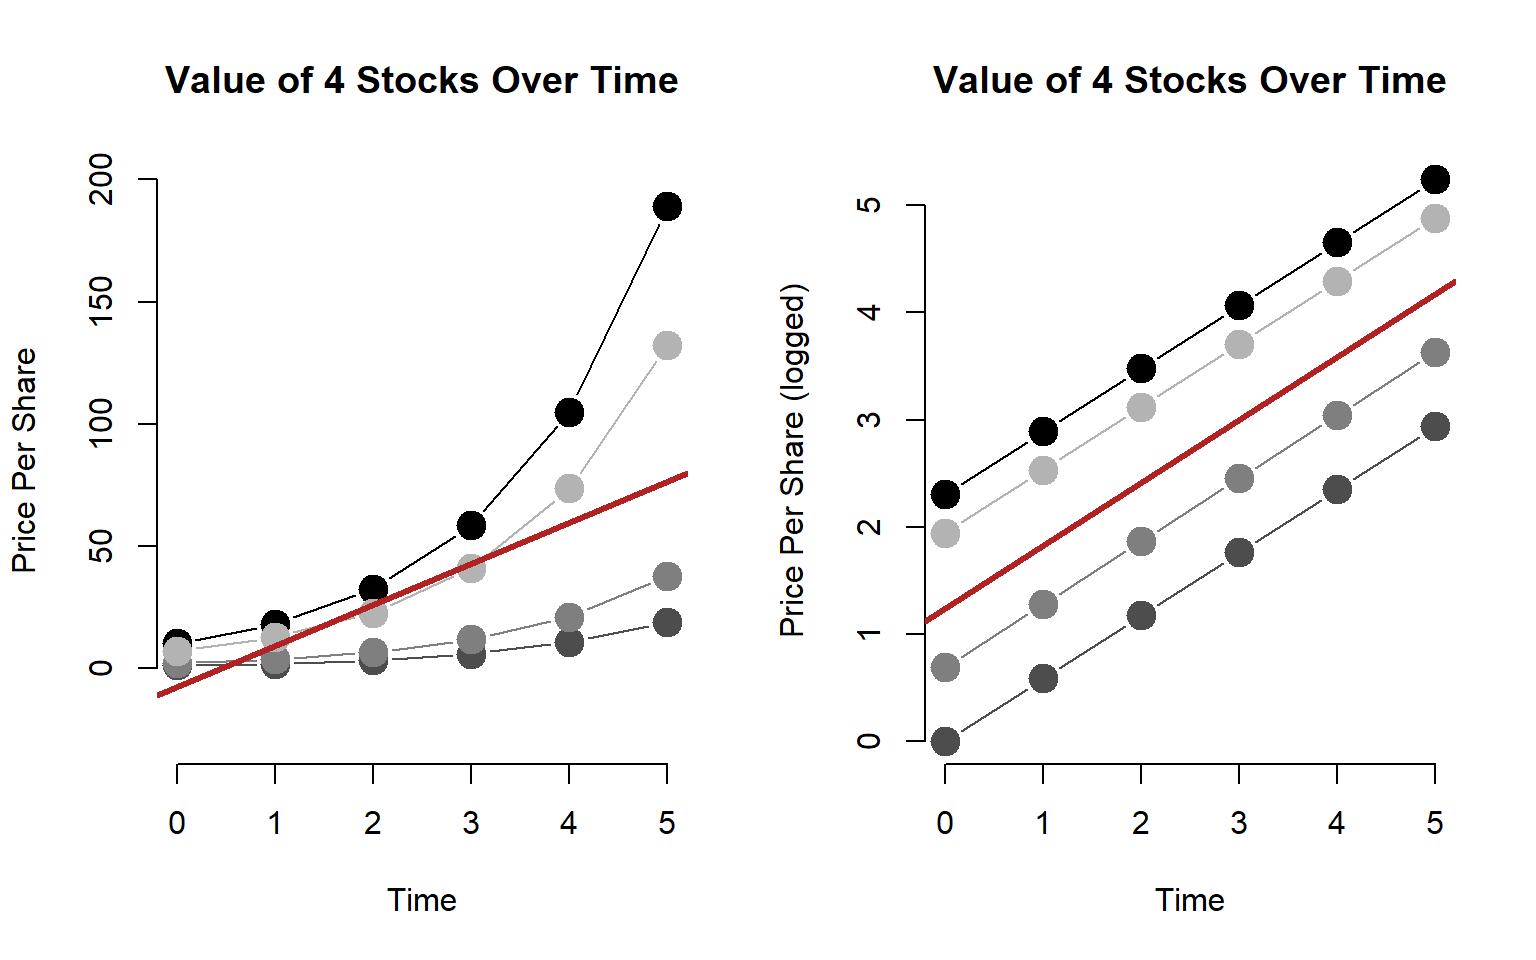 Value of 4 Stocks Over Time
Price Per Share
200
150
100
50
0
0 1 2 3 4 5
Time
Value of 4 Stocks Over Time
Price Per Share (logged)
5
4
3
2
1
0
0 1 2 3 4 5
Time